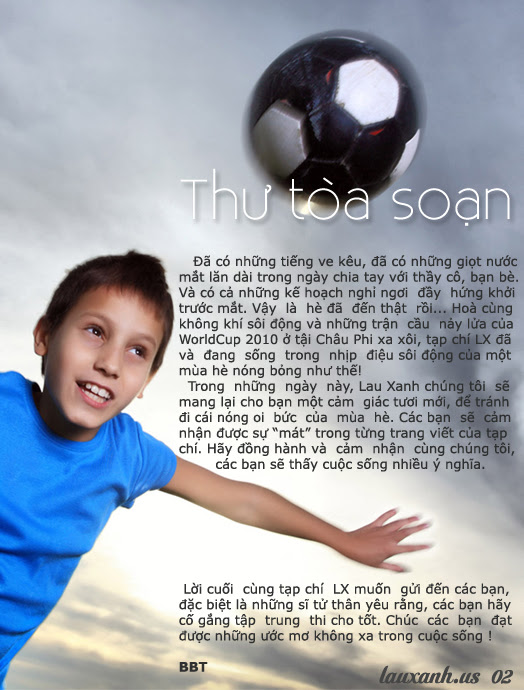 Thư tòa soạn
Đã có những tiếng ve kêu, đã có những giọt nước
mắt lăn dài trong ngày chia tay với thầy cô, bạn bè.
Và có cả những kế hoạch nghỉ ngơi đầy hứng khởi
trước mắt. Vậy là hè đã đến thật rồi... Hoà cùng
không khí sôi động và những trận cầu nảy lửa của
WorldCup 2010 ở tại Châu Phi xa xôi, tạp chí LX đã
và đang sống trong nhịp điệu sôi động của một
mùa hè nóng bỏng như thế!
Trong những ngày này, Lau Xanh chúng tôi sẽ
mang lại cho bạn một cảm giác tươi mới, để tránh
đi cái nóng oi bức của mùa hè. Các bạn sẽ cảm
nhận được sự “mát” trong từng trang viết của tạp
chí. Hãy đồng hành và cảm nhận cùng chúng tôi,
các bạn sẽ thấy cuộc sống nhiều ý nghĩa.
Lời cuối cùng tạp chí LX muốn gửi đến các bạn,
đặc biệt là những sĩ tử thân yêu rằng, các bạn hãy
cố gắng tập trung thi cho tốt. Chúc các bạn đạt
được những ước mơ không xa trong cuộc sống !
BBT
lauxanh.us 02